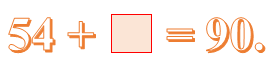 54 + □ = 90.